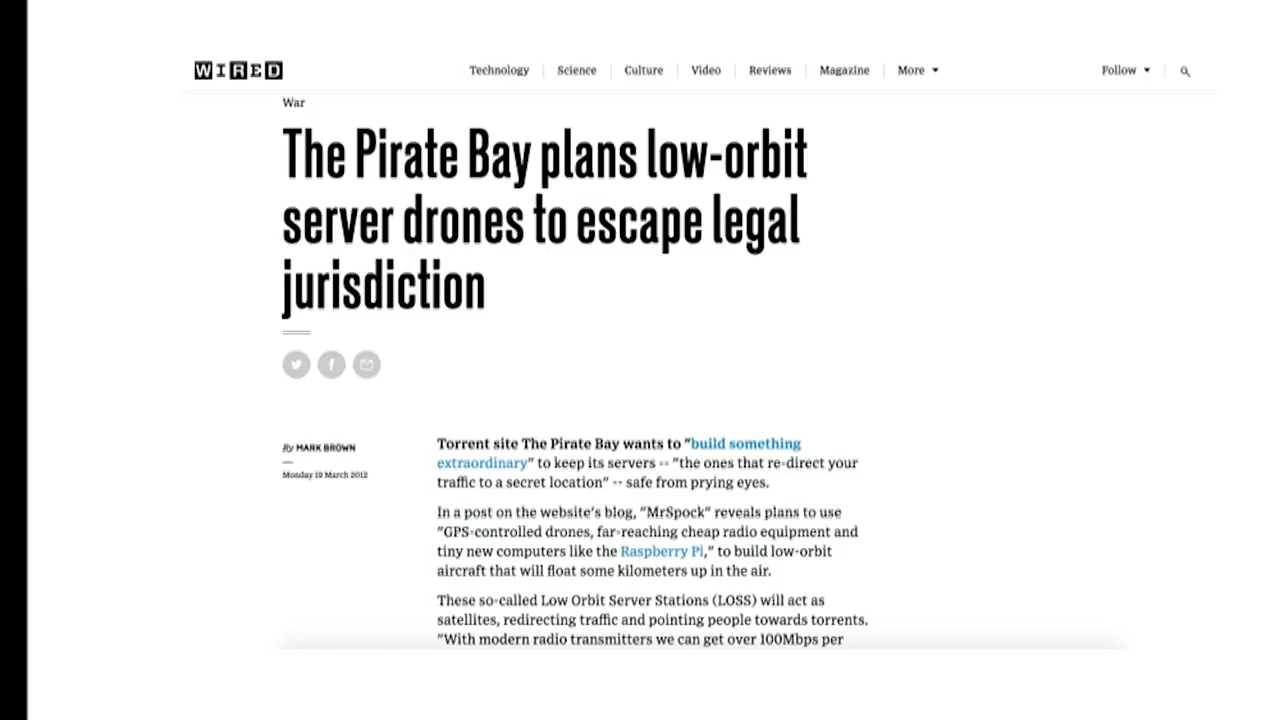 WIRED
Technology
Science
Culture
Video
Reviews
Magazine
More
Follow
War
The Pirate Bay plans low-orbit
server drones to escape legal
jurisdiction
By MARK BROWN
Monday 19 March 2012
Torrent site The Pirate Bay wants to "build something
extraordinary" to keep its servers -- "the ones that re-direct your
traffic to a secret location" -- safe from prying eyes.
In a post on the website's blog, "MrSpock" reveals plans to use
"GPS-controlled drones, far-reaching cheap radio equipment and
tiny new computers like the Raspberry Pi," to build low-orbit
aircraft that will float some kilometers up in the air.
These so-called Low Orbit Server Stations (LOSS) will act as
satellites, redirecting traffic and pointing people towards torrents.
"With modern radio transmitters we can get over 100Mbps per